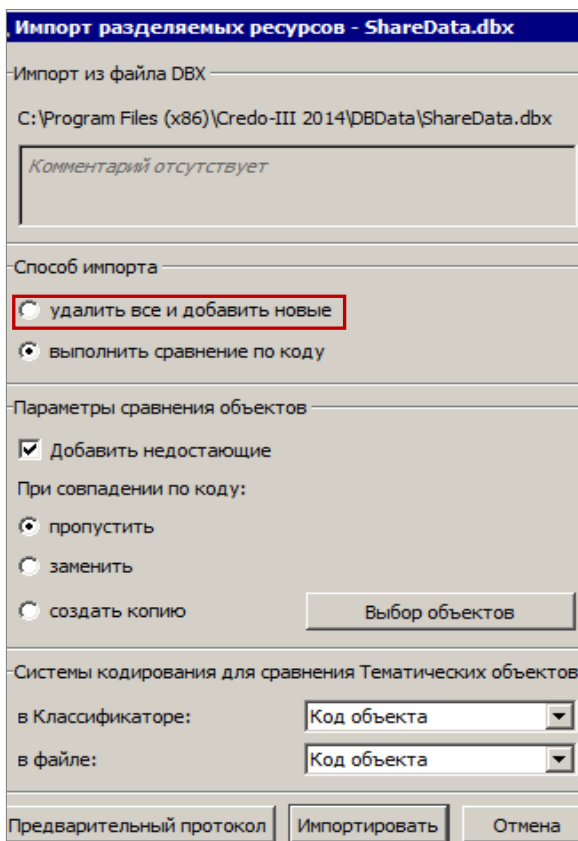 Импорт разделяемых ресурсов - ShareData.dbx
Импорт из файла DBX
C:\Program Files (x86)\Credo-III 2014\DBData\ShareData.dbx
Комментарий отсутствует
Способ импорта
удалить все и добавить новые
выполнить сравнение по коду
Параметры сравнения объектов
Добавить недостающие
При совпадении по коду:
пропустить
заменить
создать копию
Выбор объектов
Системы кодирования для сравнения Тематических объектов
в Классификаторе:
Код объекта
в файле:
Код объекта
Предварительный протокол
Импортировать
Отмена